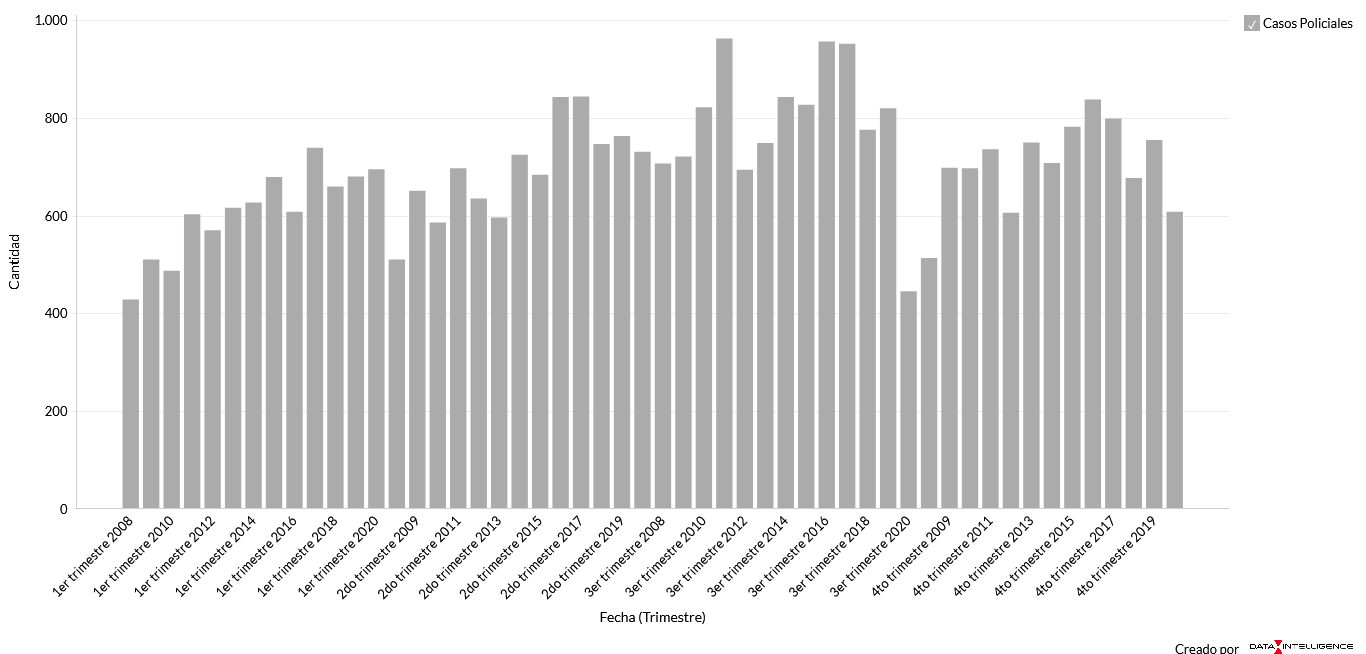 1.000
800
600
400
200
0
Cantidad
Casos Policiales
1er trimestre 2008
1er trimestre 2010
1er trimestre 2012
1er trimestre 2014
1er trimestre 2016
1er trimestre 2018
1er trimestre 2020
2do trimestre 2009
2do trimestre 2011
2do trimestre 2013
2do trimestre 2015
2do trimestre 2017
2do trimestre 2019
3er trimestre 2008
3er trimestre 2010
3er trimestre 2012
3er trimestre 2014
3er trimestre 2016
3er trimestre 2018
3er trimestre 2020
4to trimestre 2009
4to trimestre 2011
4to trimestre 2013
4to trimestre 2015
4to trimestre 2017
4to trimestre 2019
Fecha (Trimestre)
Creado por DATA INTELLIGENCE